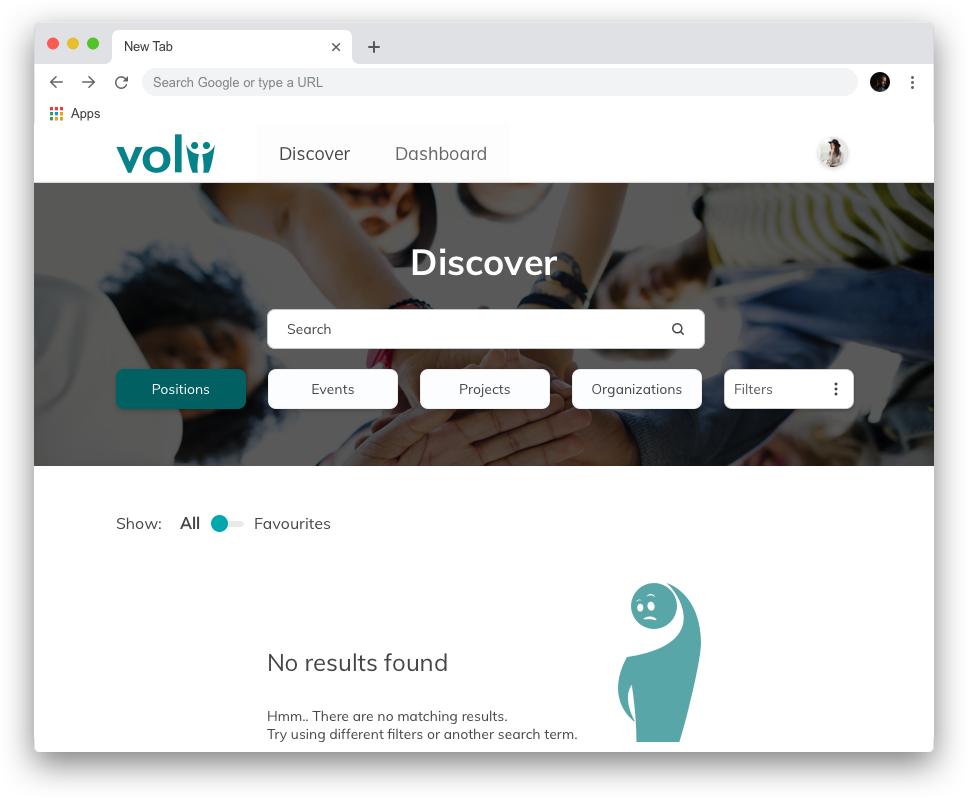 New Tab
Search Google or type a URL
Apps
volii
Discover
Dashboard
Discover
Search
Positions
Events
Projects
Organizations
Filters
Show: All Favourites
No results found
Hmm.. There are no matching results.
Try using different filters or another search term.